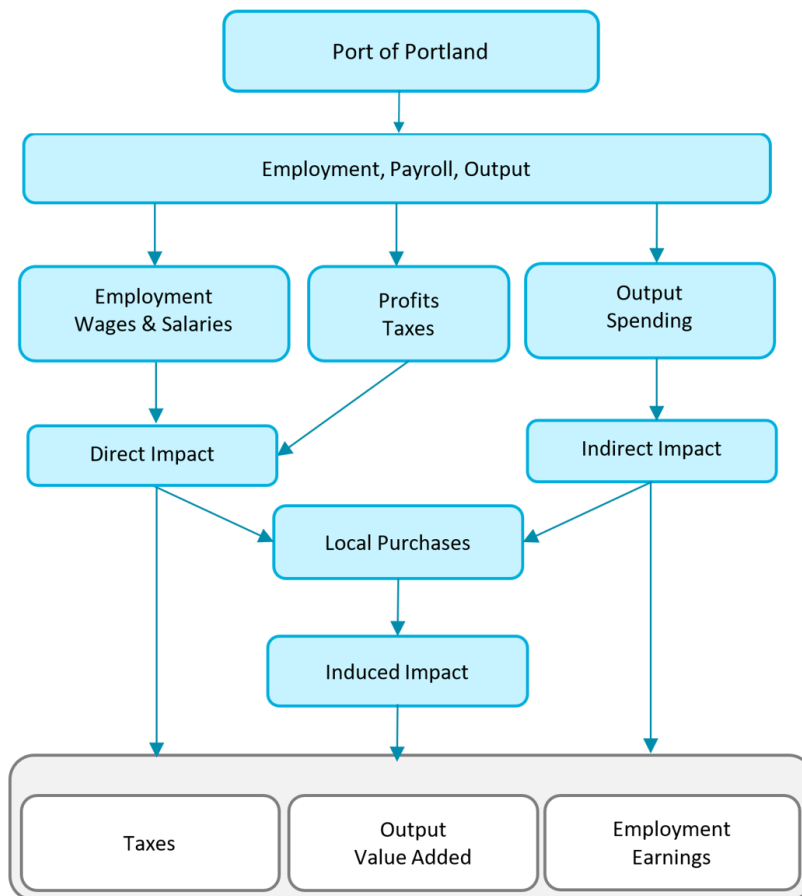 Port of Portland
Employment, Payroll, Output
Employment
Wages & Salaries
Profits
Taxes
Output
Spending
Direct Impact
Indirect Impact
Local Purchases
Induced Impact
Taxes
Output
Value Added
Employment
Earnings